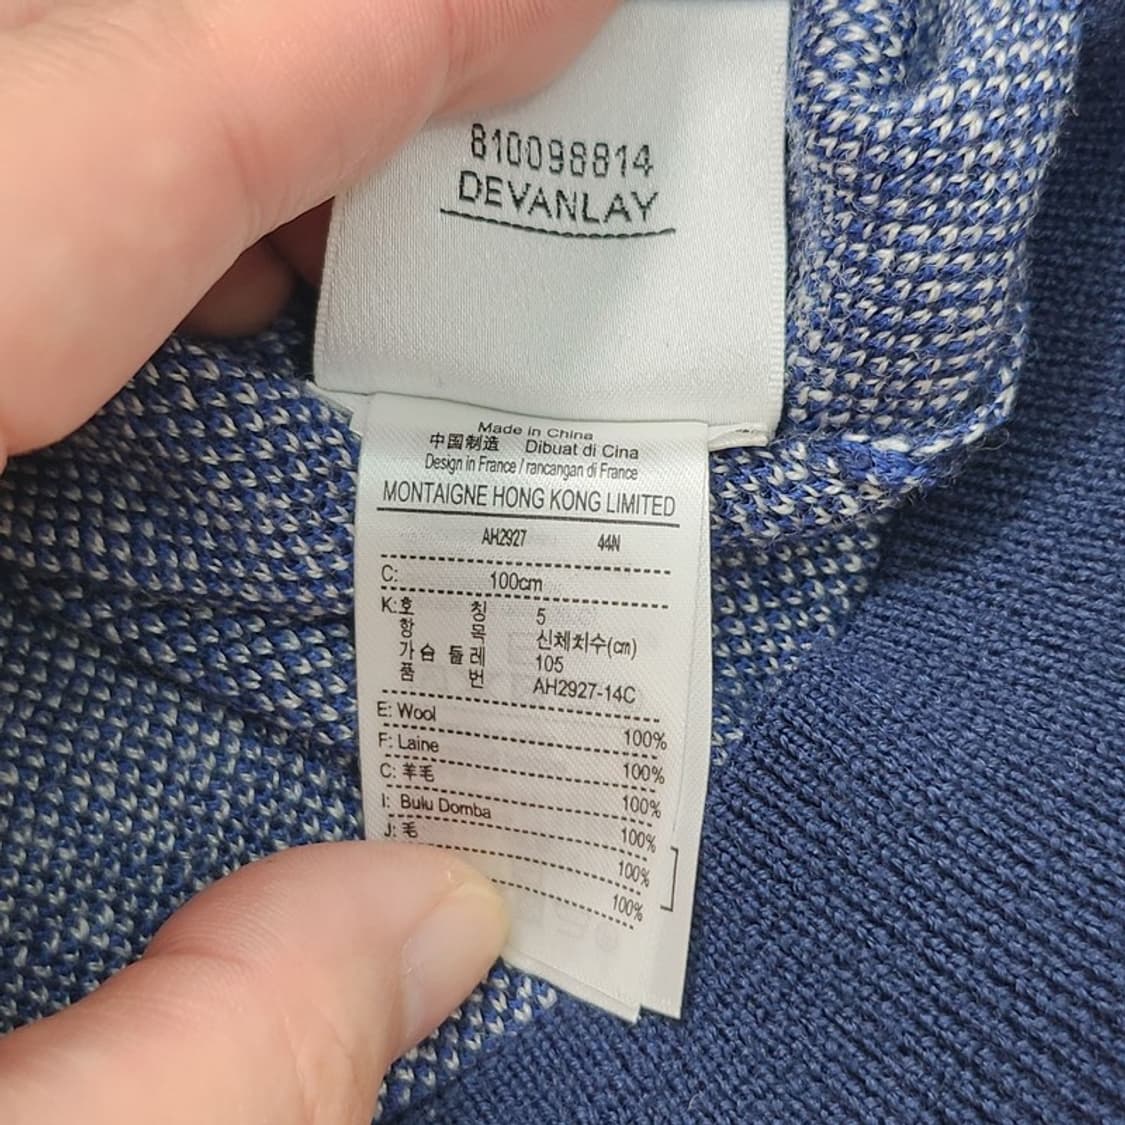 810098814
DEVANLAY
Made in China
中国制造 Dibuat di Cina
Design in France / rancangan di France
MONTAIGNE HONG KONG LIMITED
AH2927 44N
C: 100cm
K:호 칭 5
항 목 신체치수(cm)
가슴 둘레 105
품 번 AH2927-14C
E: Wool 100%
F: Laine 100%
C: 羊毛 100%
I: Bulu Domba 100%
J: 毛 100%
100%